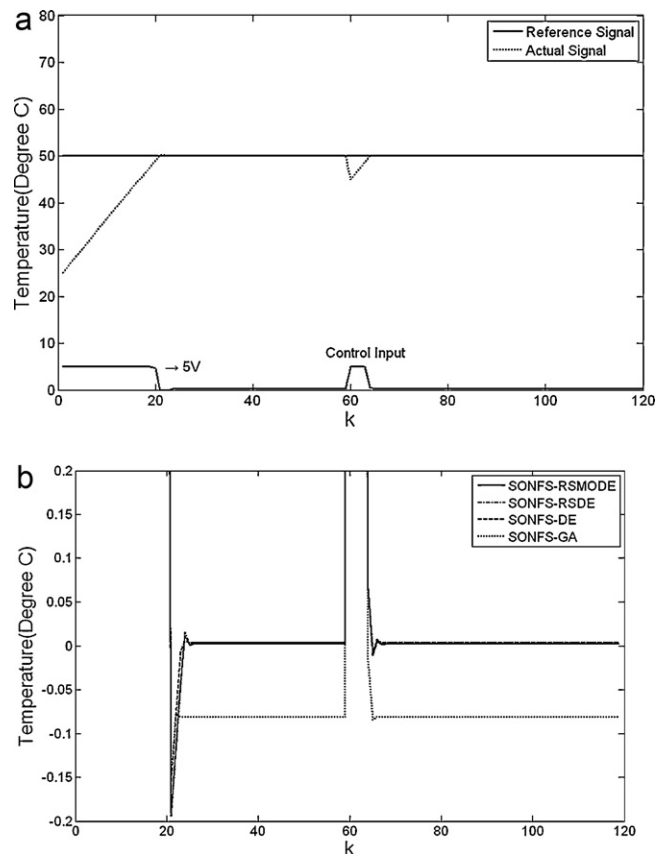 a
80
70
60
50
40
30
20
10
0
0
20
40
60
80
100
120
Temperature(Degree C)
k
Reference Signal
Actual Signal
→ 5V
Control Input
b
0.2
0.15
0.1
0.05
0
-0.05
-0.1
-0.15
-0.2
0
20
40
60
80
100
120
Temperature(Degree C)
k
SONFS-RSMODE
SONFS-RSDE
SONFS-DE
SONFS-GA